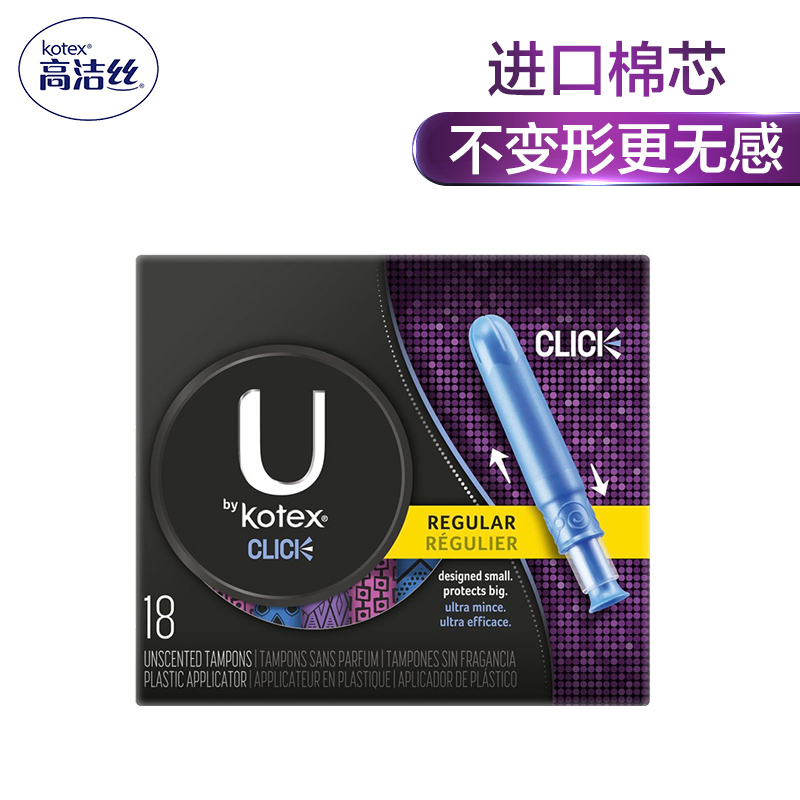 kotex®
高洁丝®
进口棉芯
不变形更无感
CLICK
U
by kotex®
CLICK
REGULAR
RÉGULIER
designed small.
protects big.
ultra mince.
ultra efficace.
18
UNSCENTED TAMPONS | TAMPONS SANS PARFUM | TAMPONES SIN FRAGANCIA
PLASTIC APPLICATOR | APPLICATEUR EN PLASTIQUE | APLICADOR DE PLÁSTICO